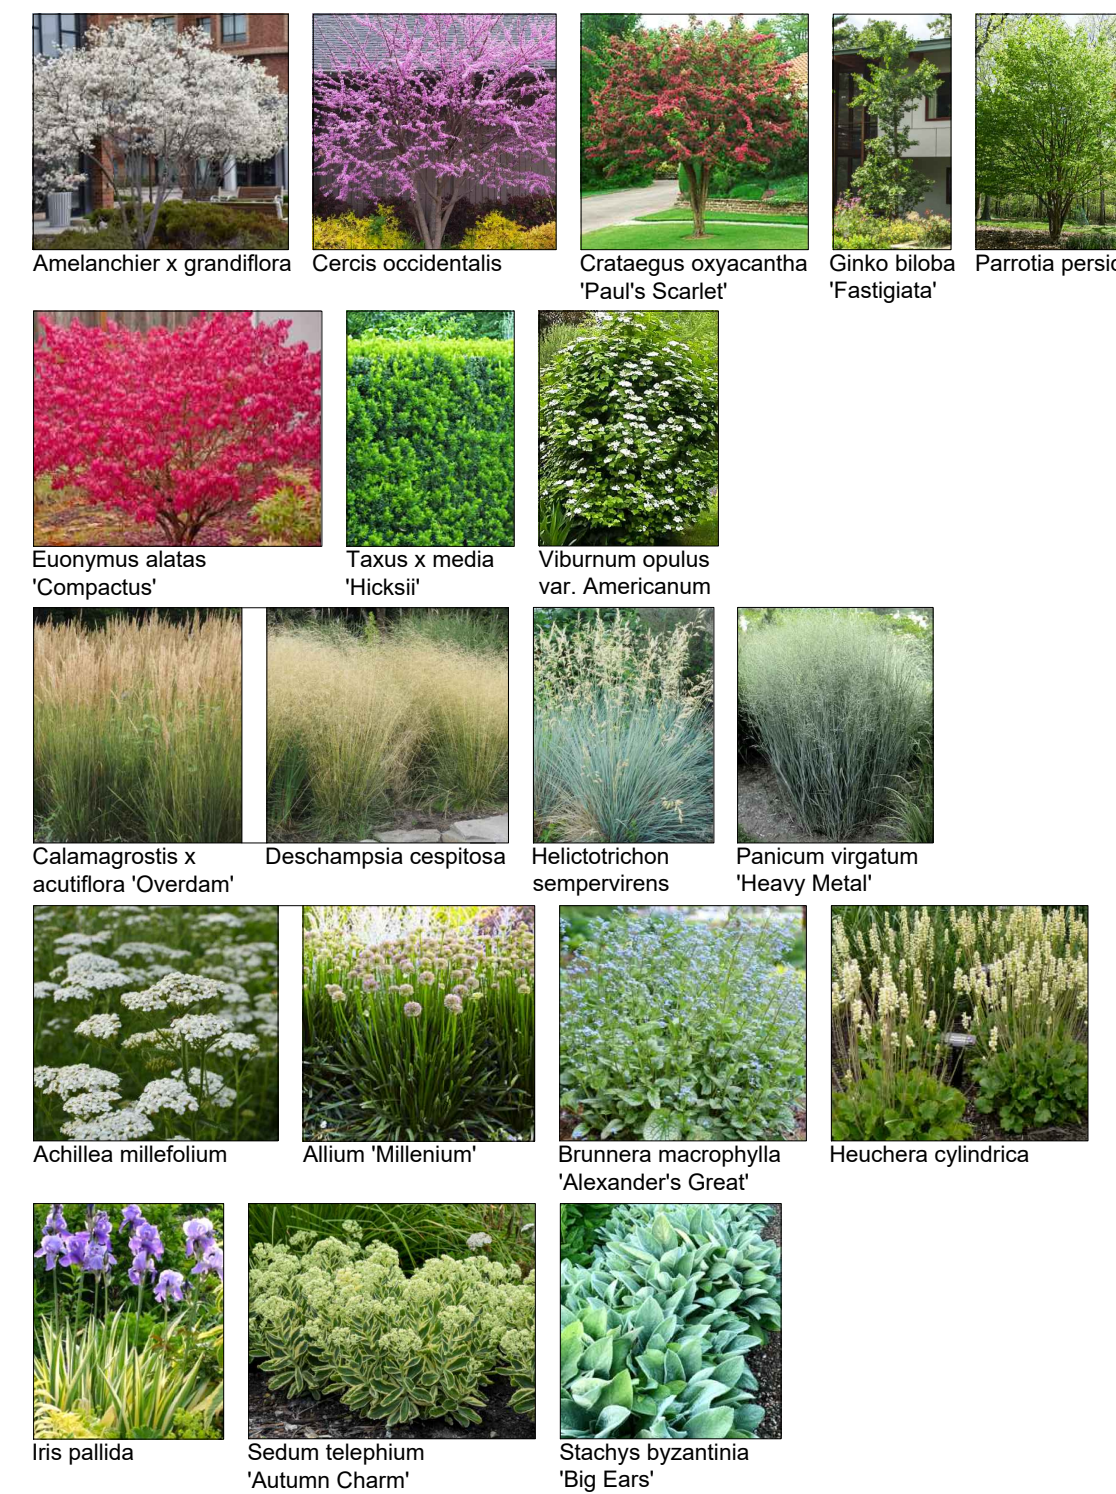 Amelanchier x grandiflora
Cercis occidentalis
Crataegus oxyacantha
'Paul's Scarlet'
Ginko biloba
'Fastigiata'
Parrotia persic
Euonymus alatas
'Compactus'
Taxus x media
'Hicksii'
Viburnum opulus
var. Americanum
Calamagrostis x
acutiflora 'Overdam'
Deschampsia cespitosa
Helictotrichon
sempervirens
Panicum virgatum
'Heavy Metal'
Achillea millefolium
Allium 'Millenium'
Brunnera macrophylla
'Alexander's Great'
Heuchera cylindrica
Iris pallida
Sedum telephium
'Autumn Charm'
Stachys byzantinia
'Big Ears'